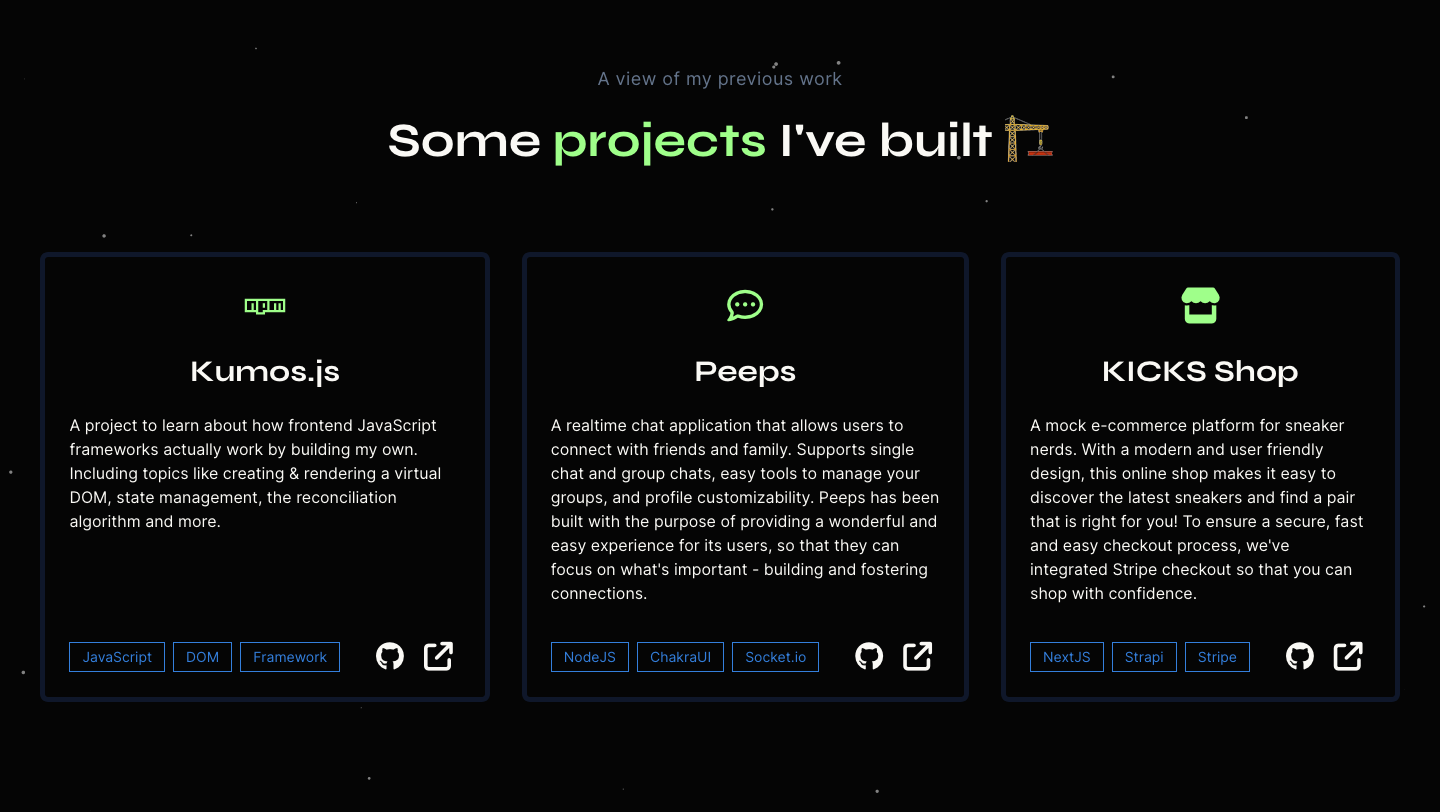 A view of my previous work
Some projects I've built
npm
Kumos.js
A project to learn about how frontend JavaScript
frameworks actually work by building my own.
Including topics like creating & rendering a virtual
DOM, state management, the reconciliation
algorithm and more.
JavaScript DOM Framework
Peeps
A realtime chat application that allows users to
connect with friends and family. Supports single
chat and group chats, easy tools to manage your
groups, and profile customizability. Peeps has been
built with the purpose of providing a wonderful and
easy experience for its users, so that they can
focus on what's important - building and fostering
connections.
NodeJS ChakraUI Socket.io
KICKS Shop
A mock e-commerce platform for sneaker
nerds. With a modern and user friendly
design, this online shop makes it easy to
discover the latest sneakers and find a pair
that is right for you! To ensure a secure, fast
and easy checkout process, we've
integrated Stripe checkout so that you can
shop with confidence.
NextJS Strapi Stripe